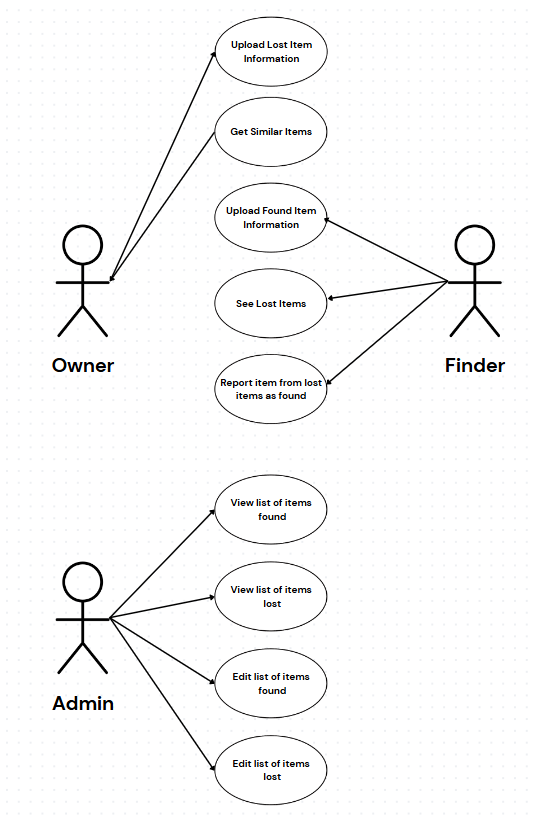 Upload Lost Item
Information
Get Similar Items
Upload Found Item
Information
See Lost Items
Report item from lost
items as found
Owner
Finder
View list of items
found
View list of items
lost
Edit list of items
found
Edit list of items
lost
Admin